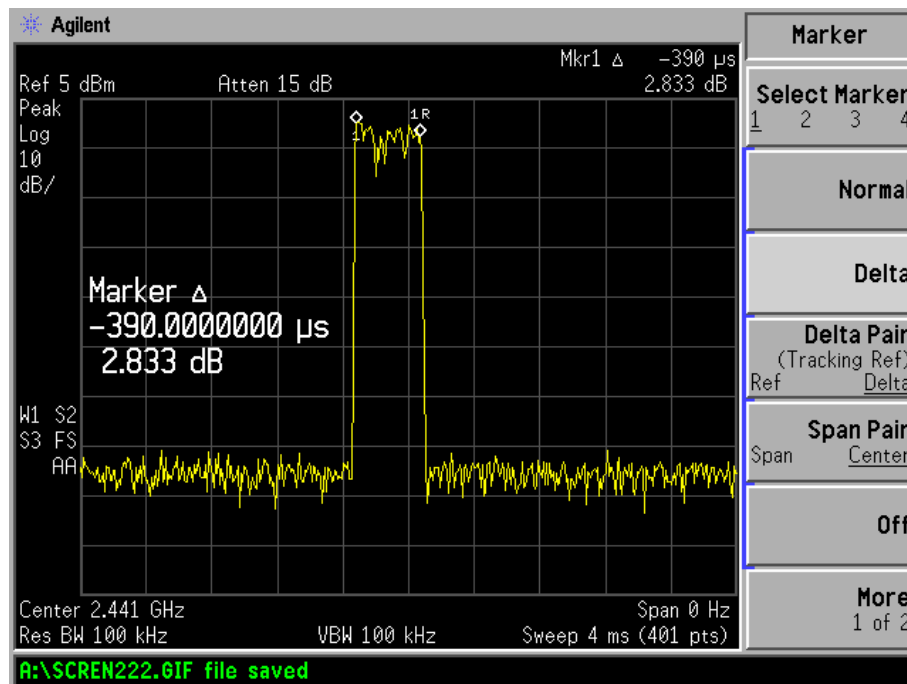 Agilent
Mkr1 Δ -390 µs
Ref 5 dBm Atten 15 dB 2.833 dB
Peak
Log
10
dB/
1
1R
Marker Δ
-390.0000000 µs
2.833 dB
W1 S2
S3 FS
AA
Center 2.441 GHz Span 0 Hz
Res BW 100 kHz VBW 100 kHz Sweep 4 ms (401 pts)
A:\SCREN222.GIF file saved
Marker
Select Marker
1 2 3 4
Normal
Delta
Delta Pair
(Tracking Ref)
Ref Delta
Span Pair
Span Center
Off
More
1 of 2